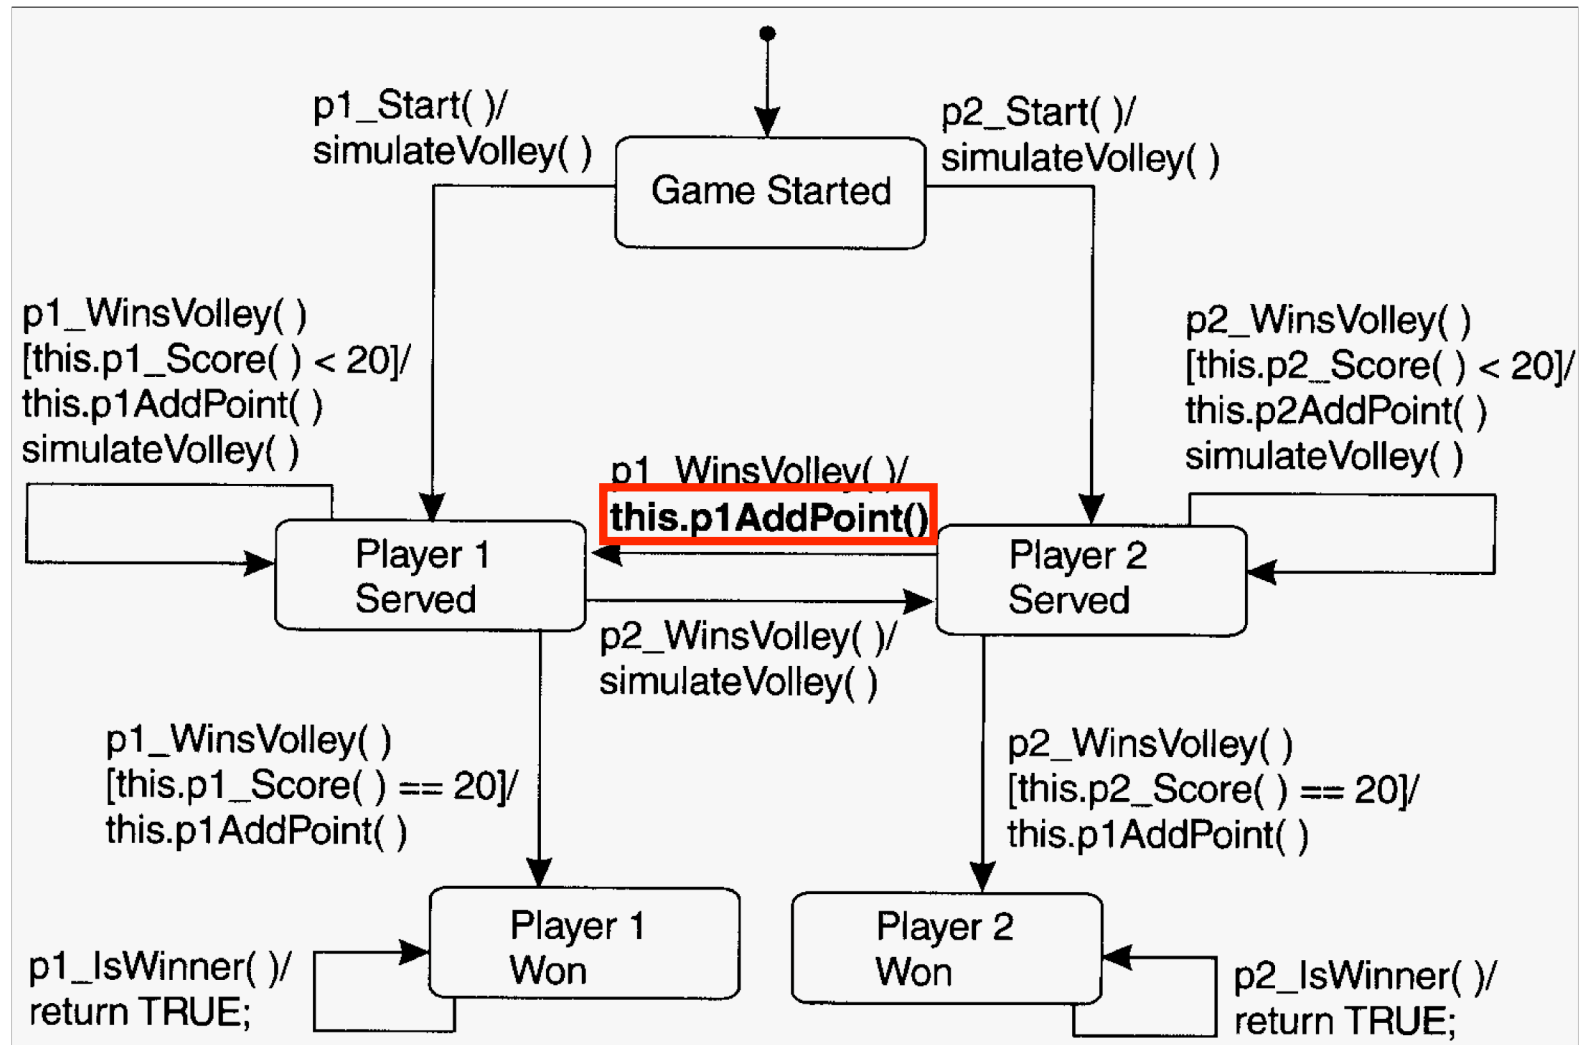 p1_Start( )/
simulateVolley( )
p2_Start( )/
simulateVolley( )
Game Started
p1_WinsVolley( )
[this.p1_Score( ) < 20]/
this.p1AddPoint( )
simulateVolley( )
p2_WinsVolley( )
[this.p2_Score( ) < 20]/
this.p2AddPoint( )
simulateVolley( )
p1_WinsVolley( )/
this.p1AddPoint()
Player 1
Served
Player 2
Served
p2_WinsVolley( )/
simulateVolley( )
p1_WinsVolley( )
[this.p1_Score( ) == 20]/
this.p1AddPoint( )
p2_WinsVolley( )
[this.p2_Score( ) == 20]/
this.p1AddPoint( )
Player 1
Won
Player 2
Won
p1_IsWinner( )/
return TRUE;
p2_IsWinner( )/
return TRUE;